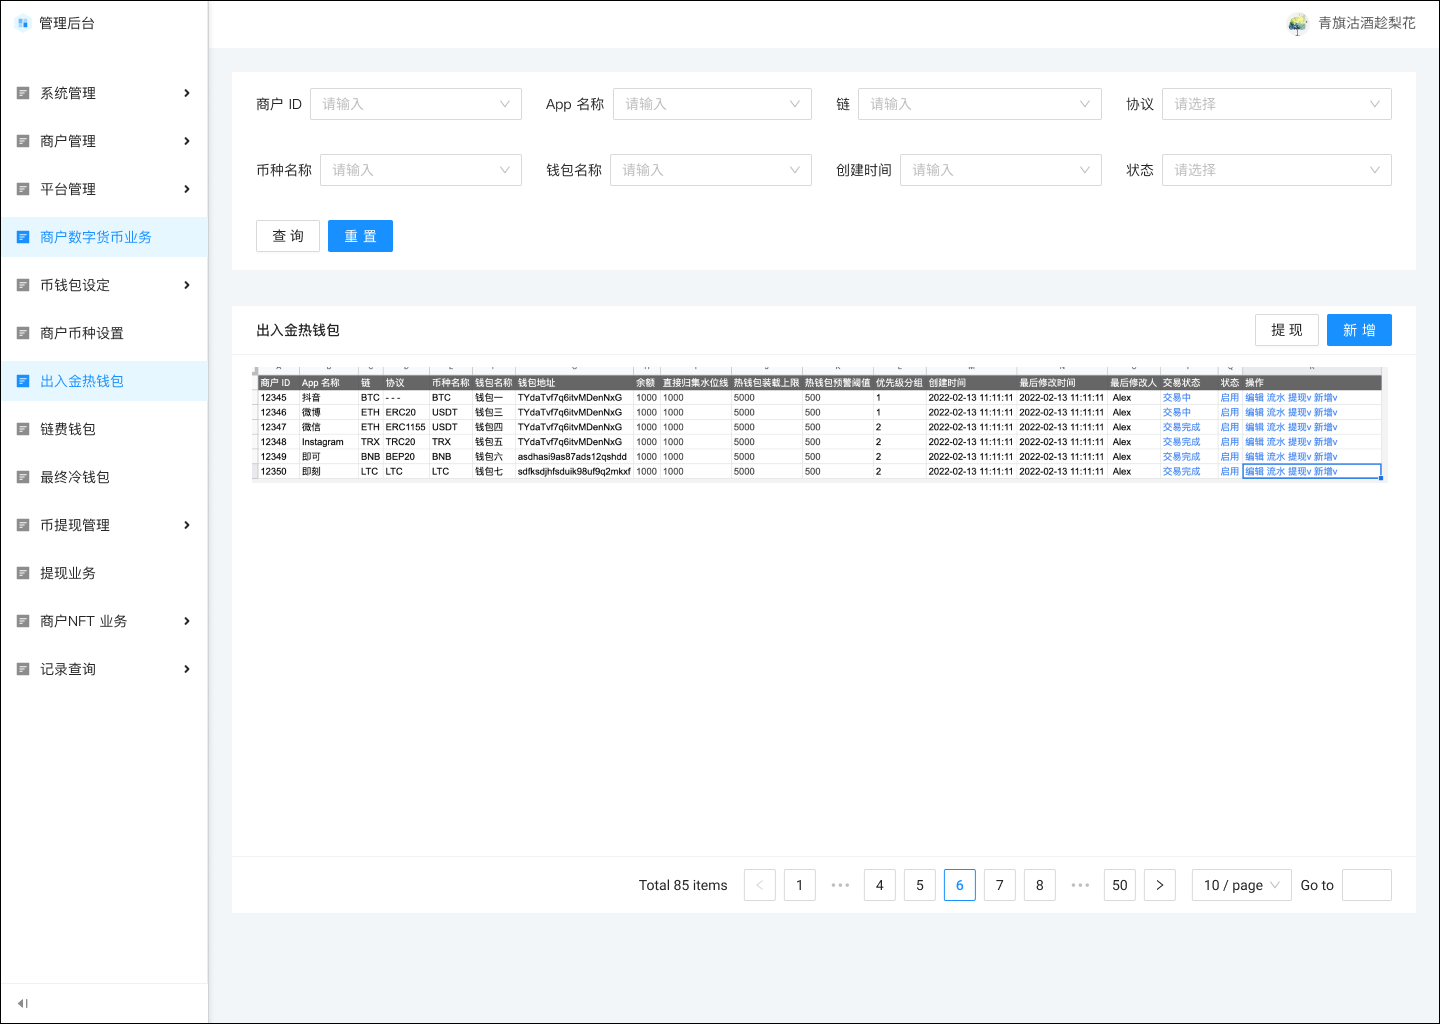 管理后台
青旗沽酒趁梨花
系统管理
商户管理
平台管理
商户数字货币业务
币钱包设定
商户币种设置
出入金热钱包
链费钱包
最终冷钱包
币提现管理
提现业务
商户NFT 业务
记录查询
商户 ID 请输入 App 名称 请输入 链 请输入 协议 请选择
币种名称 请输入 钱包名称 请输入 创建时间 请输入 状态 请选择
查 询 重 置
出入金热钱包 提 现 新 增
商户 ID App 名称 链 协议 币种名称 钱包名称 钱包地址 余额 直接归集水位线 热钱包装载上限 热钱包预警阈值 优先级分组 创建时间 最后修改时间 最后修改人 交易状态 状态 操作
12345 抖音 BTC - - - BTC 钱包一 TYdaTvf7q6itvMDenNxG 1000 1000 5000 500 1 2022-02-13 11:11:11 2022-02-13 11:11:11 Alex 交易中 启用 编辑 流水 提现v 新增v
12346 微博 ETH ERC20 USDT 钱包三 TYdaTvf7q6itvMDenNxG 1000 1000 5000 500 1 2022-02-13 11:11:11 2022-02-13 11:11:11 Alex 交易中 启用 编辑 流水 提现v 新增v
12347 微信 ETH ERC1155 USDT 钱包四 TYdaTvf7q6itvMDenNxG 1000 1000 5000 500 2 2022-02-13 11:11:11 2022-02-13 11:11:11 Alex 交易完成 启用 编辑 流水 提现v 新增v
12348 Instagram TRX TRC20 TRX 钱包五 TYdaTvf7q6itvMDenNxG 1000 1000 5000 500 2 2022-02-13 11:11:11 2022-02-13 11:11:11 Alex 交易完成 启用 编辑 流水 提现v 新增v
12349 即可 BNB BEP20 BNB 钱包六 asdhasi9as87ads12qshdd 1000 1000 5000 500 2 2022-02-13 11:11:11 2022-02-13 11:11:11 Alex 交易完成 启用 编辑 流水 提现v 新增v
12350 即刻 LTC LTC LTC 钱包七 sdfksdjhfsduik98uf9q2mkxf 1000 1000 5000 500 2 2022-02-13 11:11:11 2022-02-13 11:11:11 Alex 交易完成 启用 编辑 流水 提现v 新增v
Total 85 items < 1 ••• 4 5 6 7 8 ••• 50 > 10 / page Go to